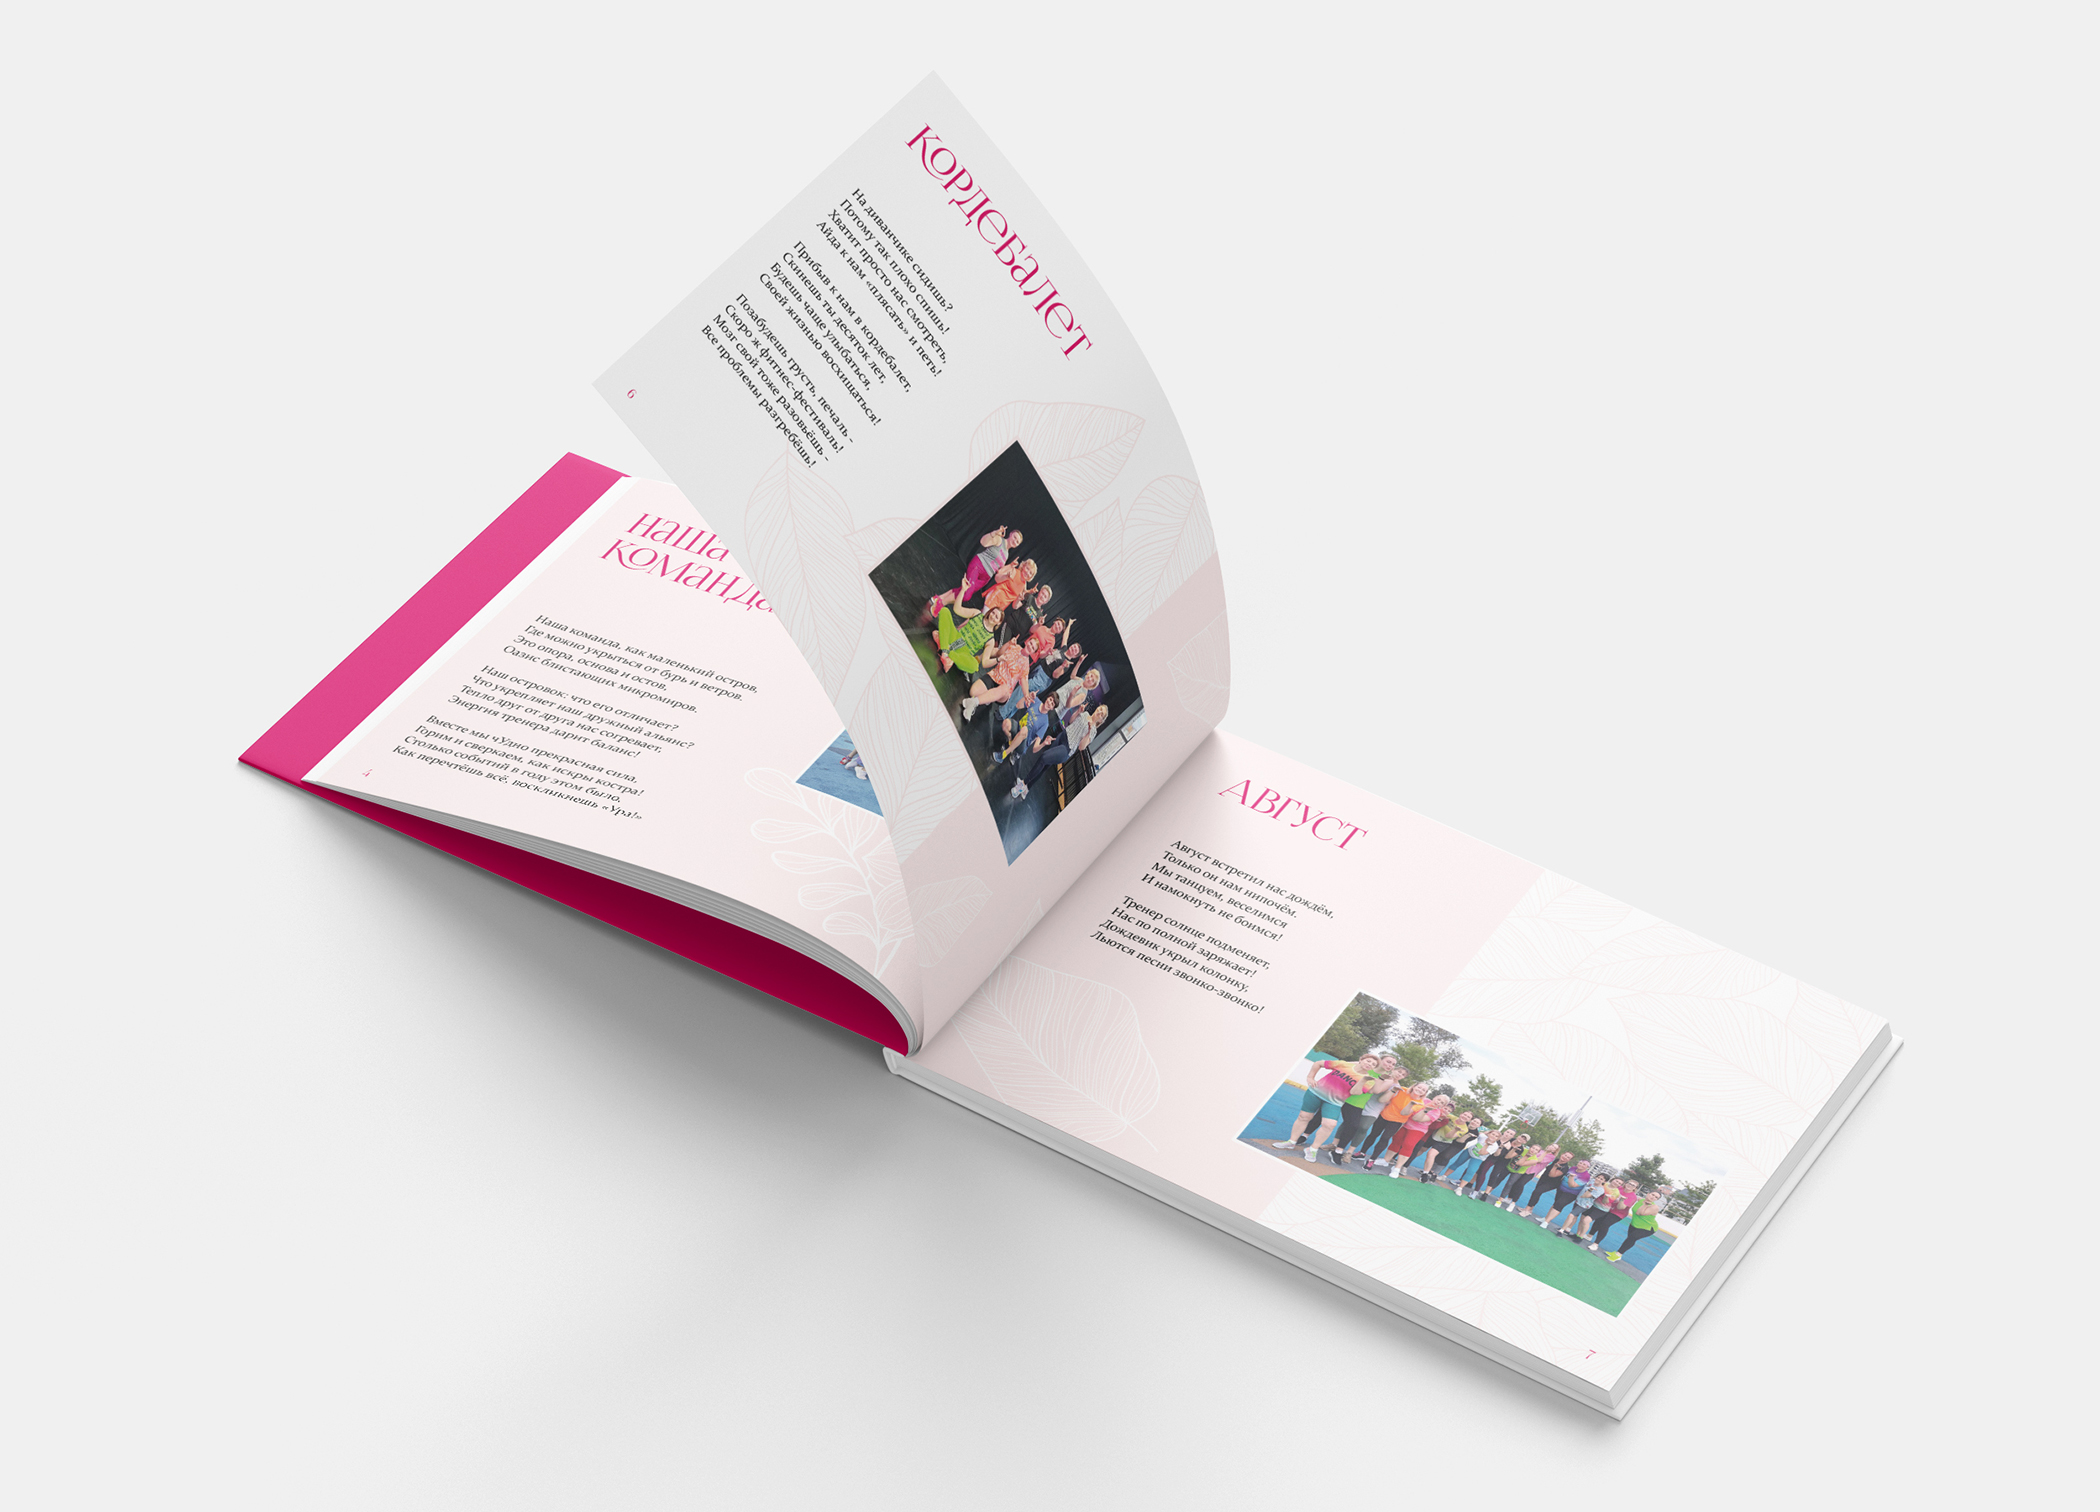 КОРДЕБАЛЕТ
На диванчике сидишь?
Потому так плохо спишь!
Хватит просто нас смотреть,
Айда к нам «плясать» и петь!
Прибыв к нам в кордебалет,
Скинешь ты десяток лет,
Будешь чаще улыбаться,
Своей жизнью восхищаться!
Позабудешь грусть, печаль -
Скоро ж фитнес-фестиваль!
Мозг свой тоже разовьёшь -
Все проблемы разгребёшь!
6
НАША
КОМАНДА
Наша команда, как маленький остров,
Где можно укрыться от бурь и ветров.
Это опора, основа и остов,
Оазис блистающих микромиров.
Наш островок: что его отличает?
Что укрепляет наш дружный альянс?
Тепло друг от друга нас согревает,
Энергия тренера дарит баланс!
Вместе мы чУдно прекрасная сила,
Горим и сверкаем, как искры костра!
Столько событий в году этом было,
Как перечтёшь всё, воскликнешь «Ура!»
4
АВГУСТ
Август встретил нас дождём,
Только он нам нипочём.
Мы танцуем, веселимся
И намокнуть не боимся!
Тренер солнце подменяет,
Нас по полной заряжает!
Дождевик укрыл колонку,
Льются песни звонко-звонко!
7